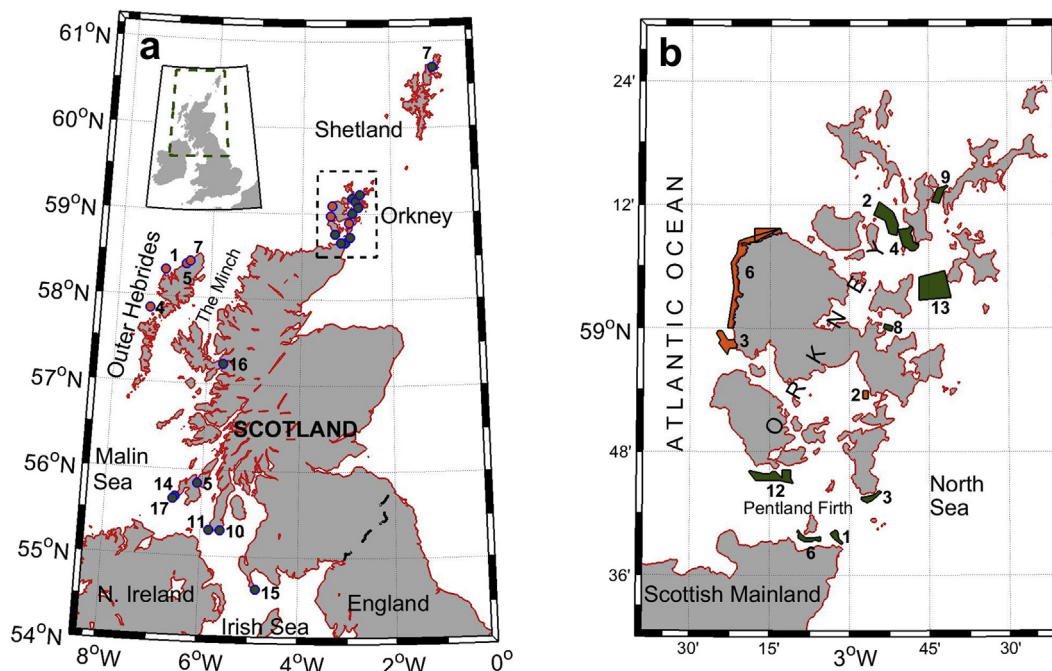 61°N
a
7
60°N
Shetland
59°N
Orkney
1
7
5
58°N
Outer Hebrides
The Minch
4
57°N
16
SCOTLAND
56°N
Malin
Sea
14
5
17
11
10
55°N
N. Ireland
15
England
Irish Sea
54°N
8°W
6°W
4°W
2°W
0°
b
24'
ATLANTIC OCEAN
9
12'
2
4
6
ORKNEY
13
59°N
8
3
2
48'
12
North
Sea
3
Pentland Firth
6
1
36'
Scottish Mainland
30'
15'
3°W
45'
30'